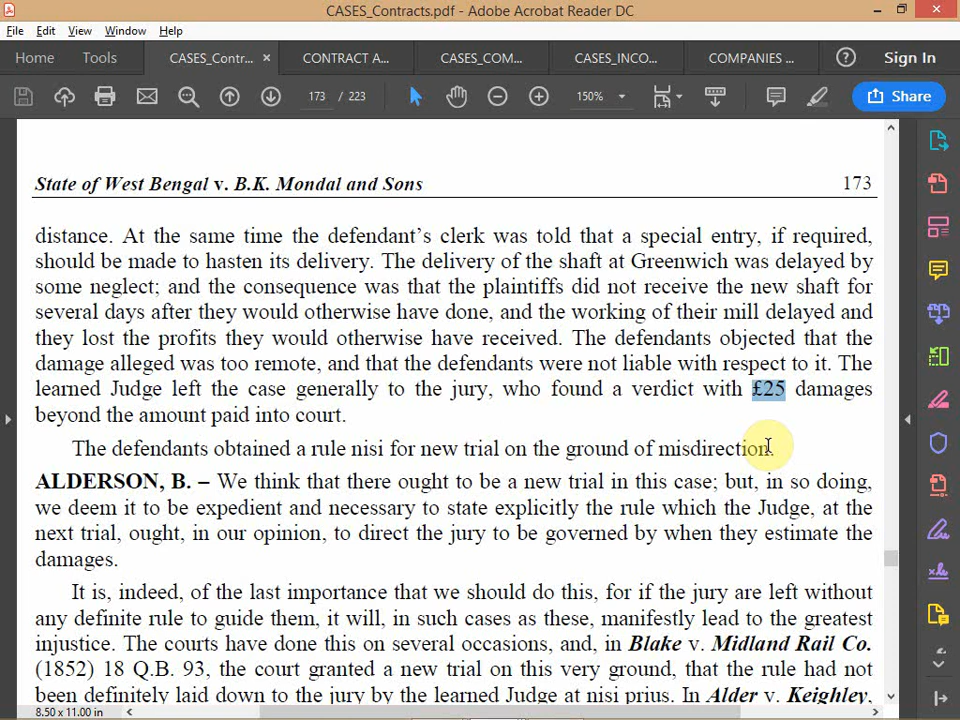 CASES_Contracts.pdf - Adobe Acrobat Reader DC
File Edit View Window Help
Home Tools CASES_Contr... × CONTRACT A... CASES_COM... CASES_INCO... COMPANIES ... Sign In
173 / 223 150% Share
State of West Bengal v. B.K. Mondal and Sons 173
distance. At the same time the defendant's clerk was told that a special entry, if required,
should be made to hasten its delivery. The delivery of the shaft at Greenwich was delayed by
some neglect; and the consequence was that the plaintiffs did not receive the new shaft for
several days after they would otherwise have done, and the working of their mill delayed and
they lost the profits they would otherwise have received. The defendants objected that the
damage alleged was too remote, and that the defendants were not liable with respect to it. The
learned Judge left the case generally to the jury, who found a verdict with £25 damages
beyond the amount paid into court.
The defendants obtained a rule nisi for new trial on the ground of misdirection.
ALDERSON, B. – We think that there ought to be a new trial in this case; but, in so doing,
we deem it to be expedient and necessary to state explicitly the rule which the Judge, at the
next trial, ought, in our opinion, to direct the jury to be governed by when they estimate the
damages.
It is, indeed, of the last importance that we should do this, for if the jury are left without
any definite rule to guide them, it will, in such cases as these, manifestly lead to the greatest
injustice. The courts have done this on several occasions, and, in Blake v. Midland Rail Co.
(1852) 18 Q.B. 93, the court granted a new trial on this very ground, that the rule had not
been definitely laid down to the jury by the learned Judge at nisi prius. In Alder v. Keighley,
8.50 x 11.00 in